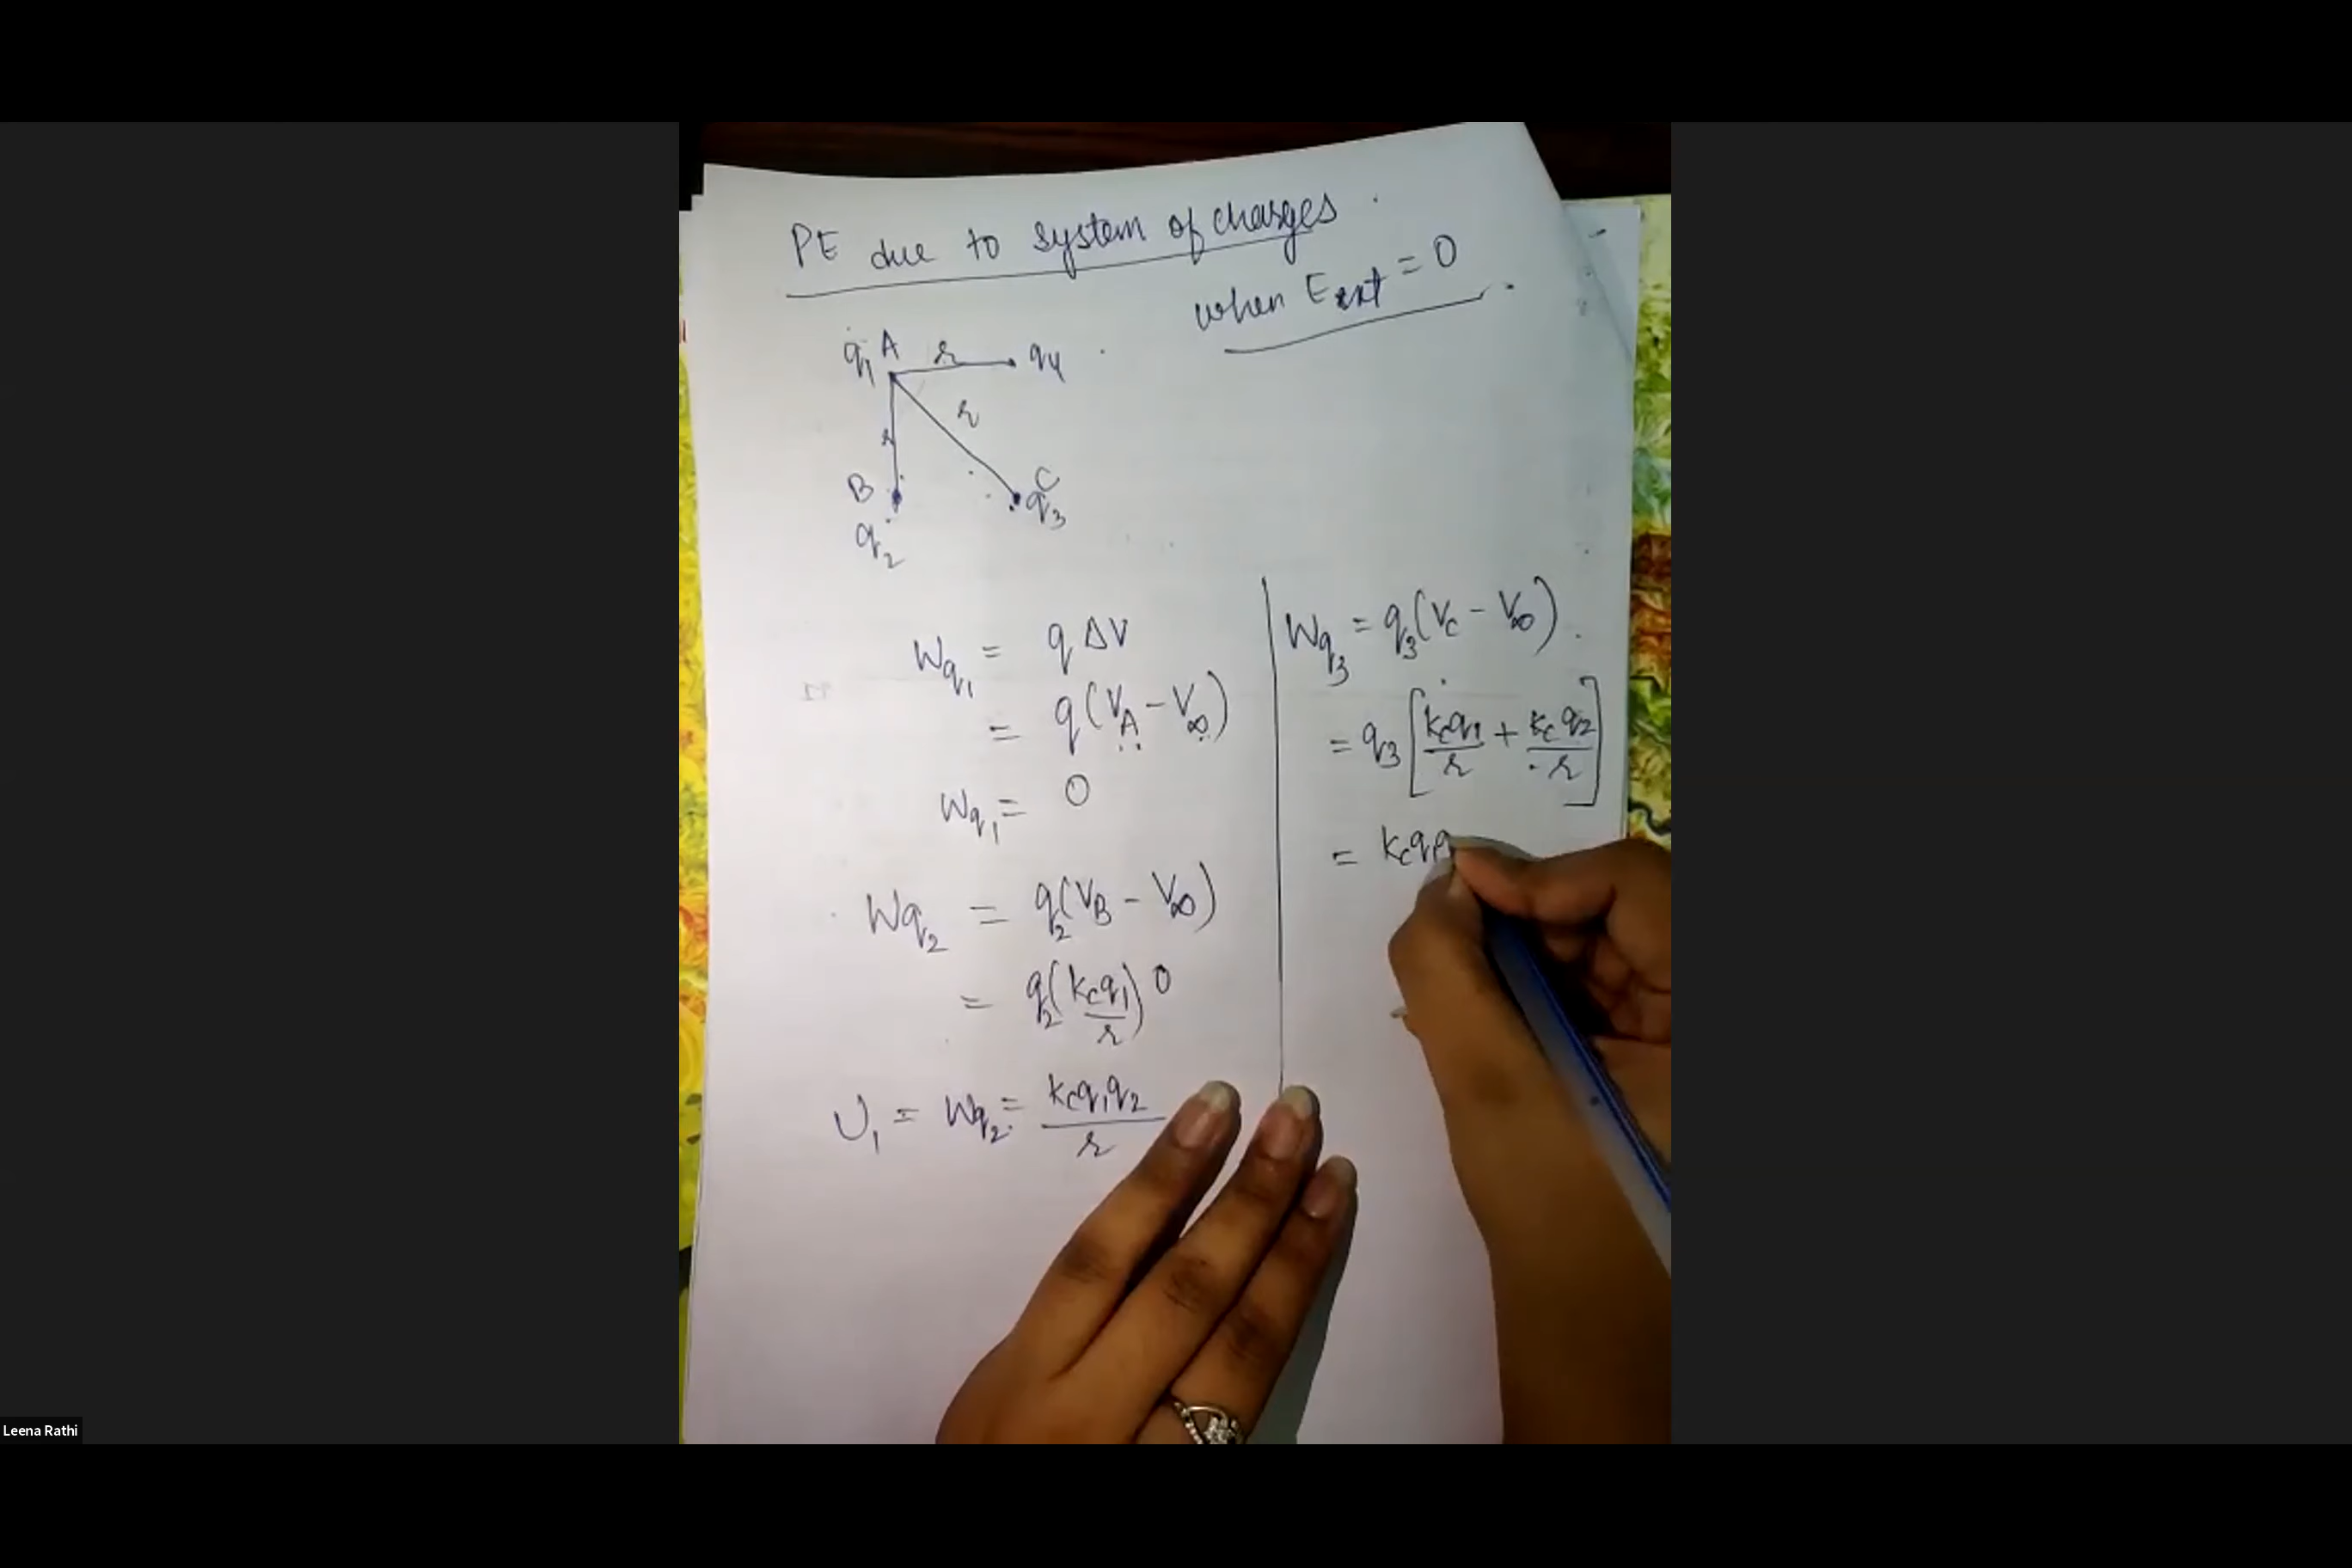 PE due to system of charges.
when Eext = 0
q1 A r q4
r
r
B C
q2 q3
Wq1 = q ΔV
= q(VA - V∞)
Wq1 = 0
Wq2 = q2(VB - V∞)
= q2(kcq1/r) 0
U1 = Wq2 = kcq1q2/r
Wq3 = q3(Vc - V∞).
= q3[kcq1/r + kcq2/r]
= kcq1q
Leena Rathi